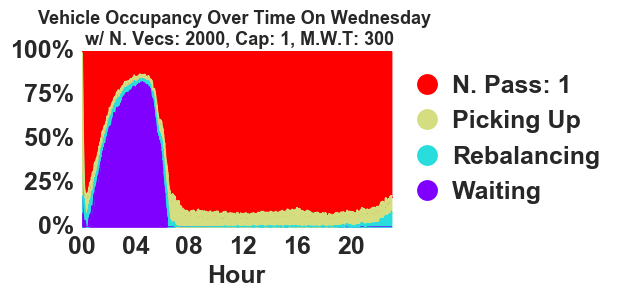 Vehicle Occupancy Over Time On Wednesday
w/ N. Vecs: 2000, Cap: 1, M.W.T: 300
100%
75%
50%
25%
0%
00 04 08 12 16 20
Hour
N. Pass: 1
Picking Up
Rebalancing
Waiting